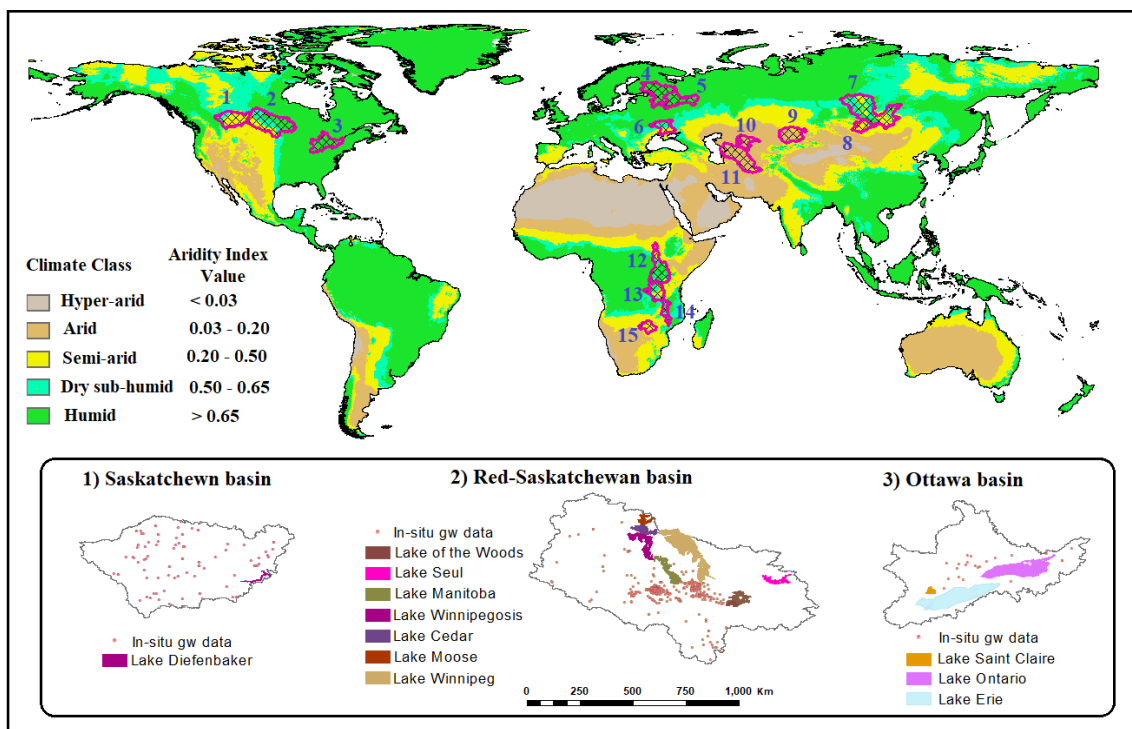 1
2
3
4
5
6
7
8
9
10
11
12
13
14
15
Climate Class Aridity Index Value
Hyper-arid < 0.03
Arid 0.03 - 0.20
Semi-arid 0.20 - 0.50
Dry sub-humid 0.50 - 0.65
Humid > 0.65
1) Saskatchewn basin
In-situ gw data
Lake Diefenbaker
2) Red-Saskatchewan basin
In-situ gw data
Lake of the Woods
Lake Seul
Lake Manitoba
Lake Winnipegosis
Lake Cedar
Lake Moose
Lake Winnipeg
0 250 500 750 1,000 Km
3) Ottawa basin
In-situ gw data
Lake Saint Claire
Lake Ontario
Lake Erie